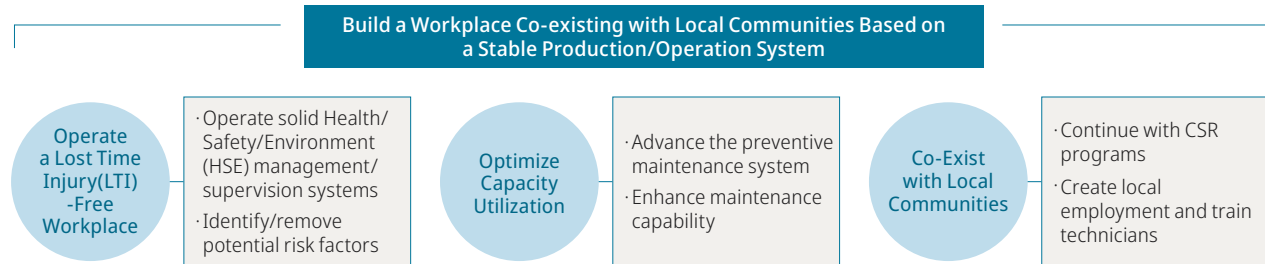 Build a Workplace Co-existing with Local Communities Based on
a Stable Production/Operation System
Operate
a Lost Time
Injury(LTI)
-Free
Workplace
· Operate solid Health/
Safety/Environment
(HSE) management/
supervision systems
· Identify/remove
potential risk factors
Optimize
Capacity
Utilization
· Advance the preventive
maintenance system
· Enhance maintenance
capability
Co-Exist
with Local
Communities
· Continue with CSR
programs
· Create local
employment and train
technicians